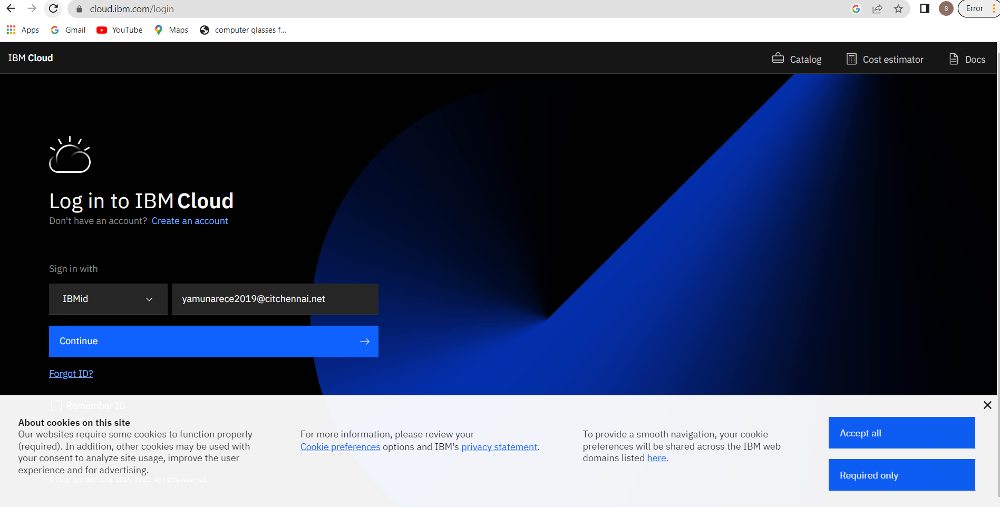 cloud.ibm.com/login
S
Error
Apps
Gmail
YouTube
Maps
computer glasses f...
IBM Cloud
Catalog
Cost estimator
Docs
Log in to IBM Cloud
Don't have an account? Create an account
Sign in with
IBMid
yamunarece2019@citchennai.net
Continue
Forgot ID?
Remember ID
About cookies on this site
Our websites require some cookies to function properly
(required). In addition, other cookies may be used with
your consent to analyze site usage, improve the user
experience and for advertising.
© Copyright IBM Corp. 2014, 2022. All rights reserved.
For more information, please review your
Cookie preferences options and IBM’s privacy statement.
To provide a smooth navigation, your cookie
preferences will be shared across the IBM web
domains listed here.
Accept all
Required only